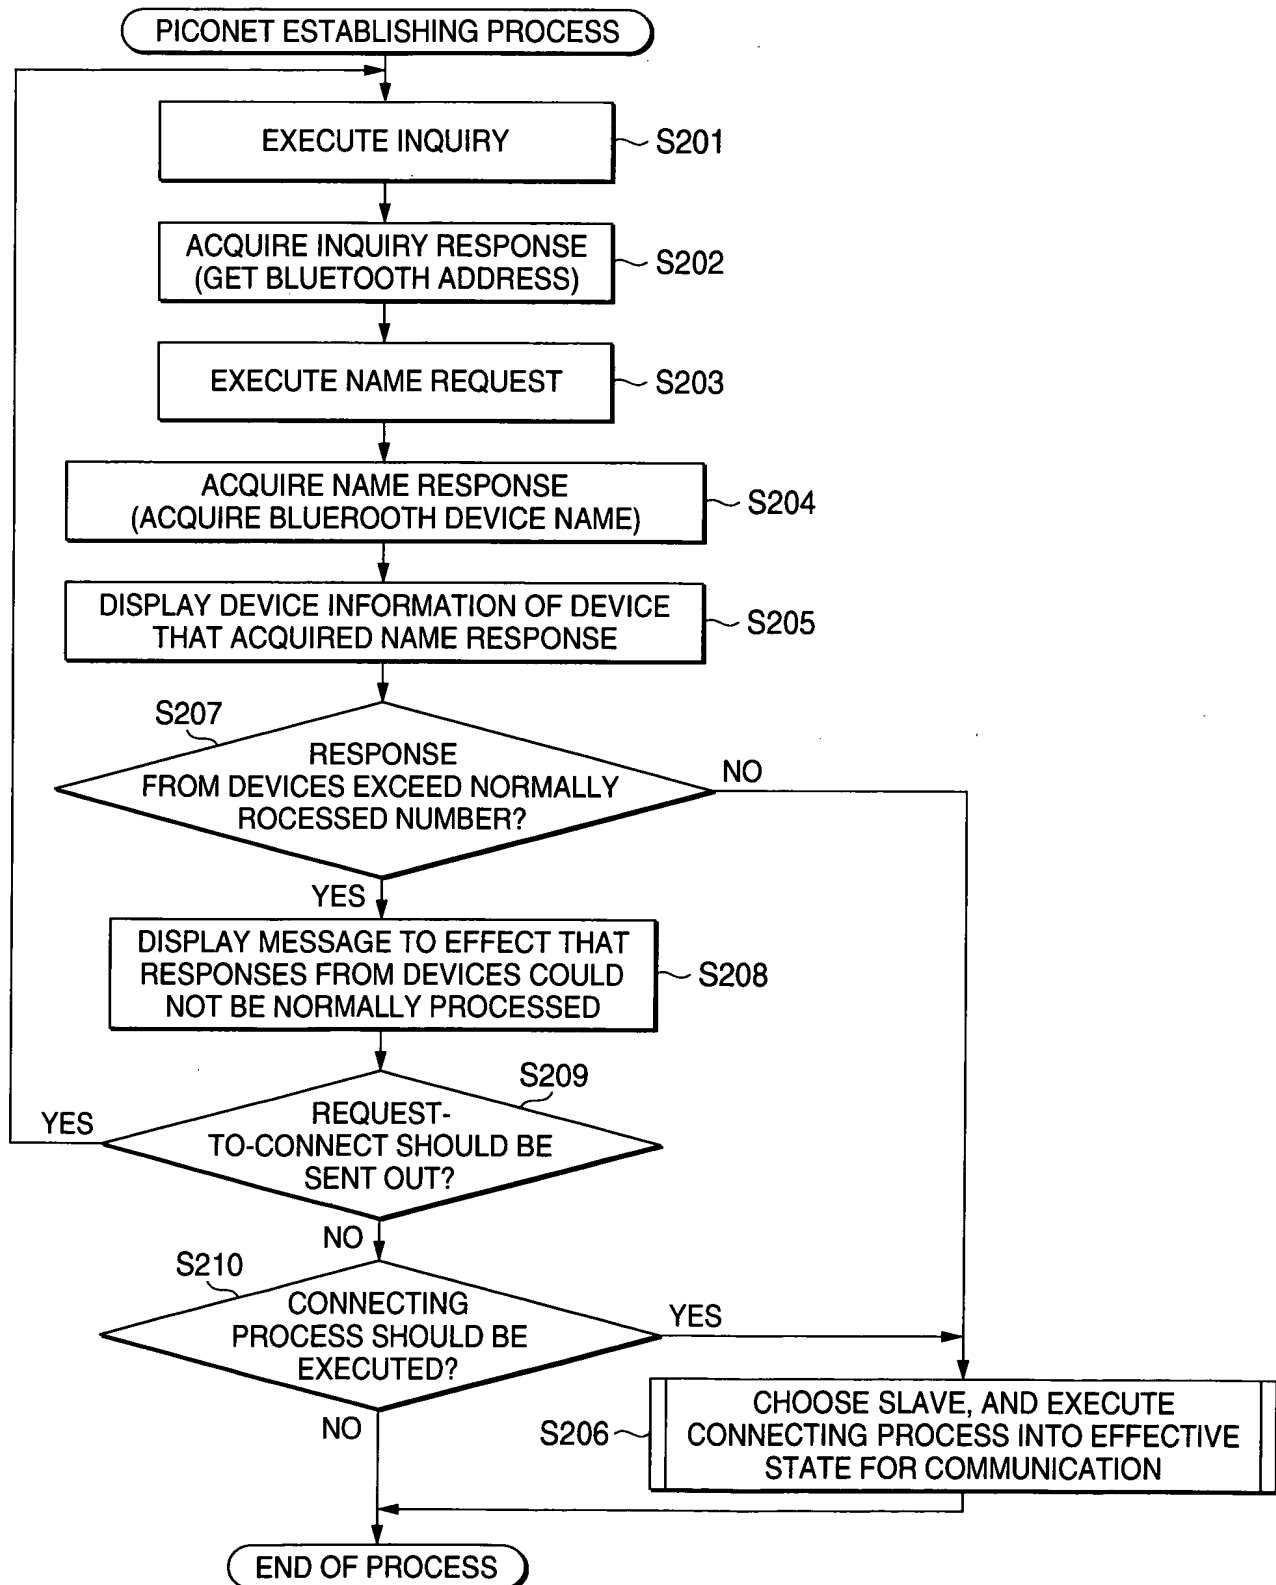 PICONET ESTABLISHING PROCESS
EXECUTE INQUIRY
S201
ACQUIRE INQUIRY RESPONSE
(GET BLUETOOTH ADDRESS)
S202
EXECUTE NAME REQUEST
S203
ACQUIRE NAME RESPONSE
(ACQUIRE BLUEROOTH DEVICE NAME)
S204
DISPLAY DEVICE INFORMATION OF DEVICE
THAT ACQUIRED NAME RESPONSE
S205
S207
RESPONSE
FROM DEVICES EXCEED NORMALLY
ROCESSED NUMBER?
NO
YES
DISPLAY MESSAGE TO EFFECT THAT
RESPONSES FROM DEVICES COULD
NOT BE NORMALLY PROCESSED
S208
S209
YES
REQUEST-
TO-CONNECT SHOULD BE
SENT OUT?
NO
S210
CONNECTING
PROCESS SHOULD BE
EXECUTED?
YES
NO
S206
CHOOSE SLAVE, AND EXECUTE
CONNECTING PROCESS INTO EFFECTIVE
STATE FOR COMMUNICATION
END OF PROCESS